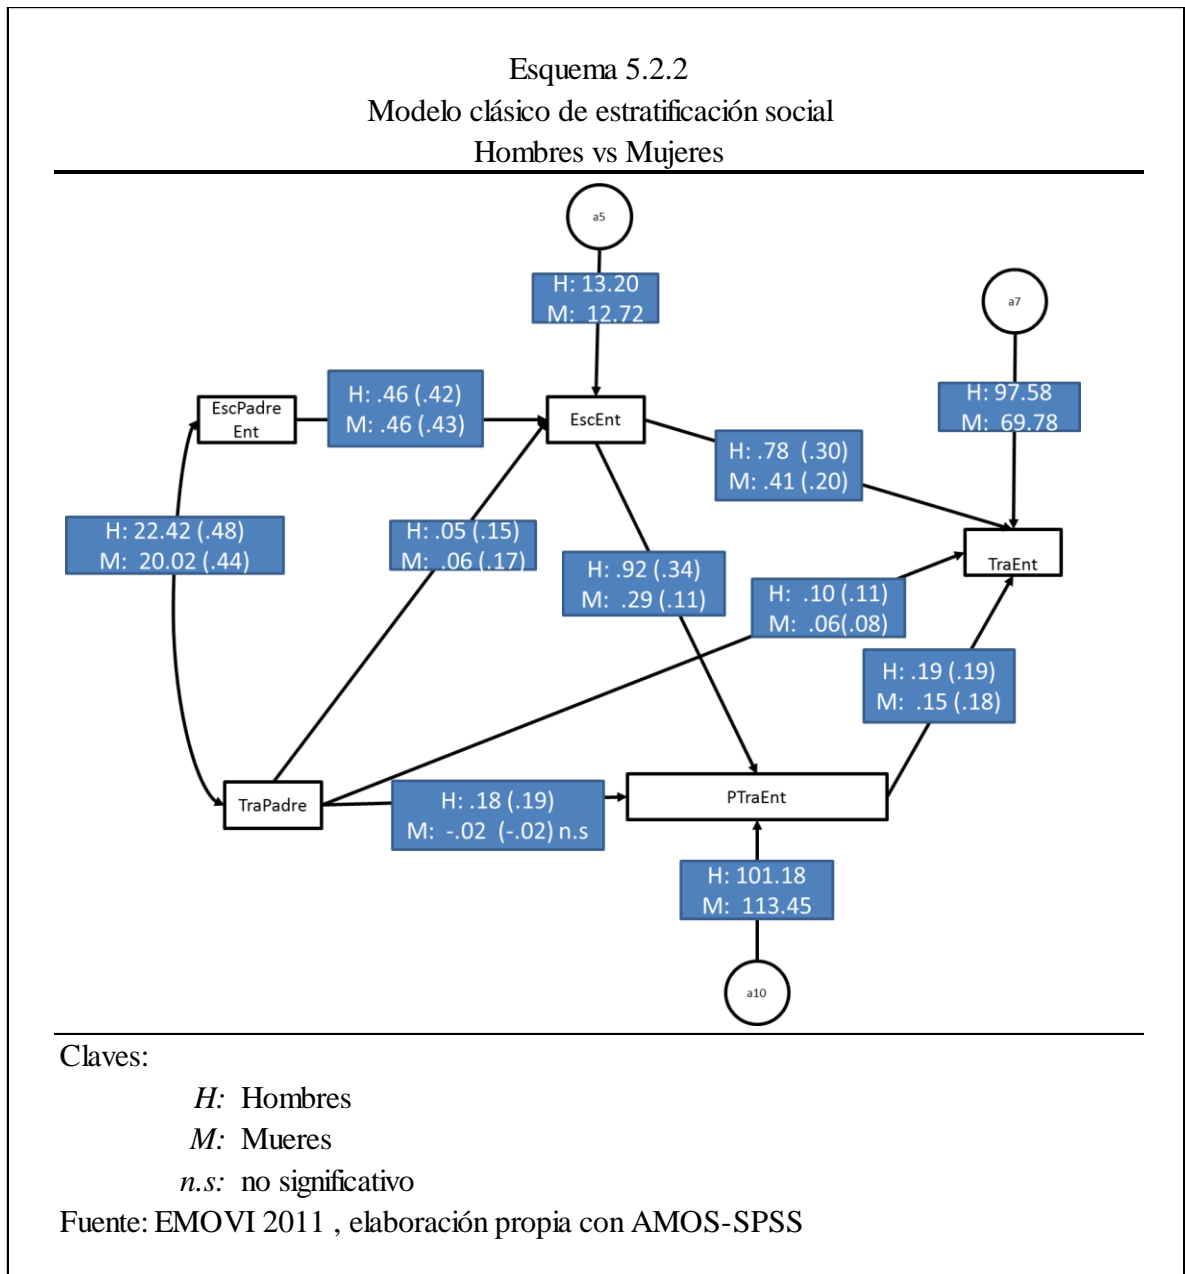 Esquema 5.2.2
Modelo clásico de estratificación social
Hombres vs Mujeres
a5
H: 13.20
M: 12.72
a7
H: 97.58
M: 69.78
EscPadre
Ent
H: .46 (.42)
M: .46 (.43)
EscEnt
H: .78 (.30)
M: .41 (.20)
H: 22.42 (.48)
M: 20.02 (.44)
H: .05 (.15)
M: .06 (.17)
H: .92 (.34)
M: .29 (.11)
H: .10 (.11)
M: .06(.08)
TraEnt
H: .19 (.19)
M: .15 (.18)
TraPadre
H: .18 (.19)
M: -.02 (-.02) n.s
PTraEnt
H: 101.18
M: 113.45
a10
Claves:
H: Hombres
M: Mueres
n.s: no significativo
Fuente: EMOVI 2011 , elaboración propia con AMOS-SPSS